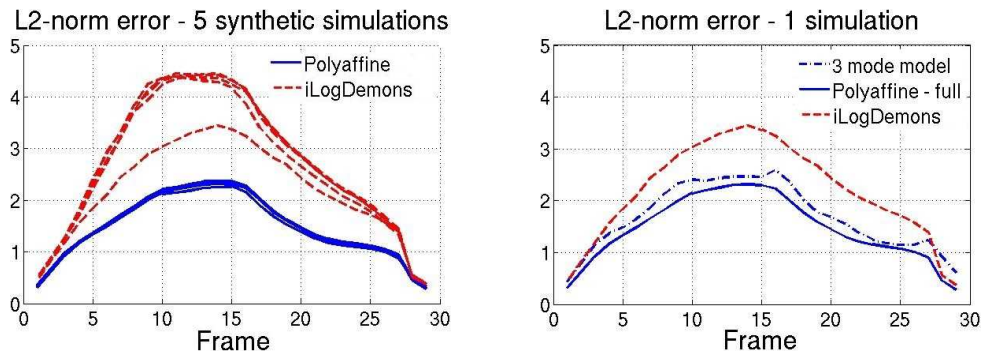 L2-norm error - 5 synthetic simulations
5
4
3
2
1
0
0 5 10 15 20 25 30
Frame
Polyaffine
iLogDemons
L2-norm error - 1 simulation
5
4
3
2
1
0
0 5 10 15 20 25 30
Frame
3 mode model
Polyaffine - full
iLogDemons